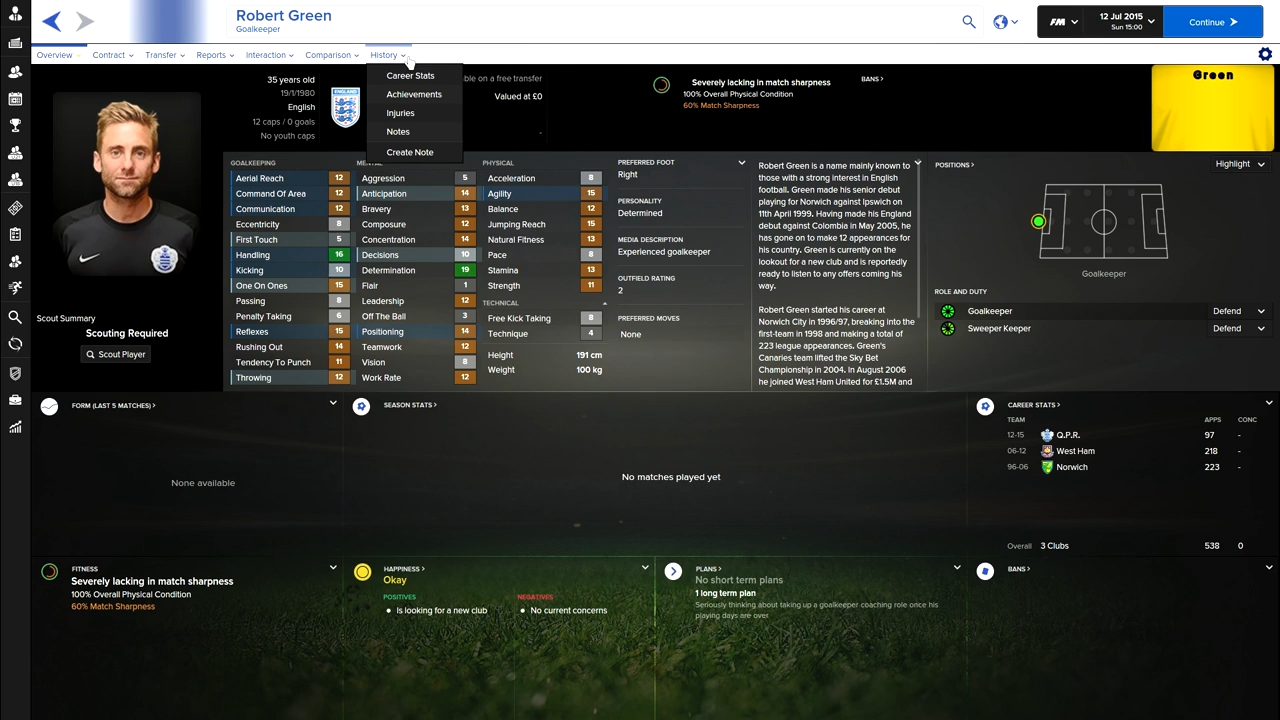 Robert Green
Goalkeeper
FM
12 Jul 2015
Sun 15:00
Continue
Overview
Contract
Transfer
Reports
Interaction
Comparison
History
Career Stats
Achievements
Injuries
Notes
Create Note
35 years old
19/1/1980
English
12 caps / 0 goals
No youth caps
ENGLAND
ble on a free transfer
Valued at £0
-
Severely lacking in match sharpness
100% Overall Physical Condition
60% Match Sharpness
BANS >
Green
Scout Summary
Scouting Required
Scout Player
GOALKEEPING
Aerial Reach 12
Command Of Area 12
Communication 12
Eccentricity 8
First Touch 5
Handling 16
Kicking 10
One On Ones 15
Passing 8
Penalty Taking 6
Reflexes 15
Rushing Out 14
Tendency To Punch 11
Throwing 12
MENTAL
Aggression 5
Anticipation 14
Bravery 13
Composure 12
Concentration 14
Decisions 10
Determination 19
Flair 1
Leadership 12
Off The Ball 3
Positioning 14
Teamwork 12
Vision 8
Work Rate 12
PHYSICAL
Acceleration 8
Agility 15
Balance 12
Jumping Reach 15
Natural Fitness 13
Pace 8
Stamina 13
Strength 11
TECHNICAL
Free Kick Taking 8
Technique 4
Height 191 cm
Weight 100 kg
PREFERRED FOOT
Right
PERSONALITY
Determined
MEDIA DESCRIPTION
Experienced goalkeeper
OUTFIELD RATING
2
PREFERRED MOVES
None
Robert Green is a name mainly known to
those with a strong interest in English
football. Green made his senior debut
playing for Norwich against Ipswich on
11th April 1999. Having made his England
debut against Colombia in May 2005, he
has gone on to make 12 appearances for
his country. Green is currently on the
lookout for a new club and is reportedly
ready to listen to any offers coming his
way.
Robert Green started his career at
Norwich City in 1996/97, breaking into the
first-team in 1998 and making a total of
223 league appearances. Green's
Canaries team lifted the Sky Bet
Championship in 2004. In August 2006
he joined West Ham United for £1.5M and
POSITIONS >
Highlight
Goalkeeper
ROLE AND DUTY
Goalkeeper Defend
Sweeper Keeper Defend
FORM (LAST 5 MATCHES) >
None available
SEASON STATS >
No matches played yet
CAREER STATS >
TEAM APPS CONC
12-15 Q.P.R. 97 -
06-12 West Ham 218 -
96-06 Norwich 223 -
Overall 3 Clubs 538 0
FITNESS
Severely lacking in match sharpness
100% Overall Physical Condition
60% Match Sharpness
HAPPINESS >
Okay
POSITIVES
• Is looking for a new club
NEGATIVES
• No current concerns
PLANS >
No short term plans
1 long term plan
Seriously thinking about taking up a goalkeeper coaching role once his
playing days are over
BANS >